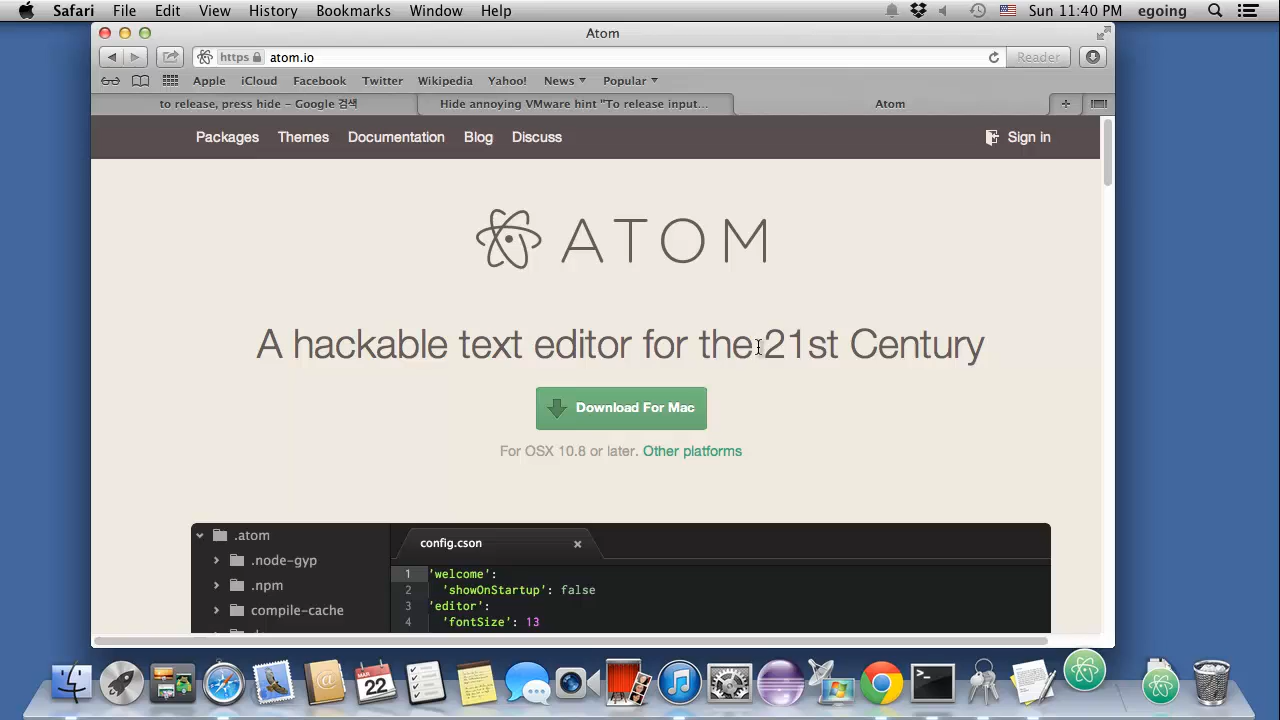 Safari File Edit View History Bookmarks Window Help Sun 11:40 PM egoing
Atom
https atom.io Reader
Apple iCloud Facebook Twitter Wikipedia Yahoo! News Popular
to release, press hide – Google 검색 Hide annoying VMware hint "To release input... Atom
Packages Themes Documentation Blog Discuss Sign in
ATOM
A hackable text editor for the 21st Century
Download For Mac
For OSX 10.8 or later. Other platforms
.atom config.cson
.node-gyp 1 'welcome':
.npm 2 'showOnStartup': false
3 'editor':
compile-cache 4 'fontSize': 13
22